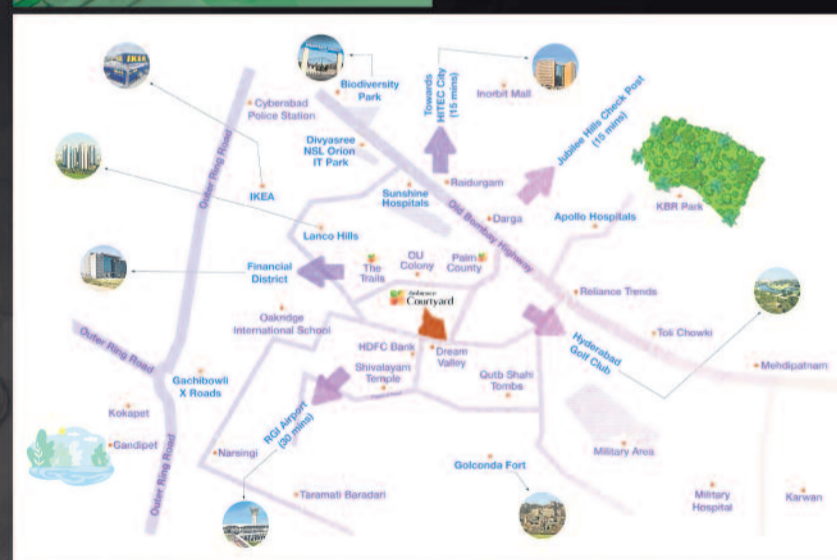 IKEA
Biodiversity
Park
Cyberabad
Police Station
Towards
HITEC City
(15 mins)
Inorbit Mall
Jubilee Hills Check Post
(15 mins)
Outer Ring Road
Divyasree
NSL Orion
IT Park
IKEA
Sunshine
Hospitals
Raidurgam
Darga
Old Bombay Highway
Apollo Hospitals
KBR Park
Lanco Hills
Financial
District
The
Trails
OU
Colony
Palm
County
Courtyard
Reliance Trends
Oakridge
International School
Toli Chowki
Outer Ring Road
HDFC Bank
Dream
Valley
Hyderabad
Golf Club
Mehdipatnam
Shivalayam
Temple
Qutb Shahi
Tombs
Gachibowli
X Roads
Kokapet
Gandipet
RGI Airport
(30 mins)
Narsingi
Outer Ring Road
Golconda Fort
Military Area
Taramati Baradari
Military
Hospital
Karwan